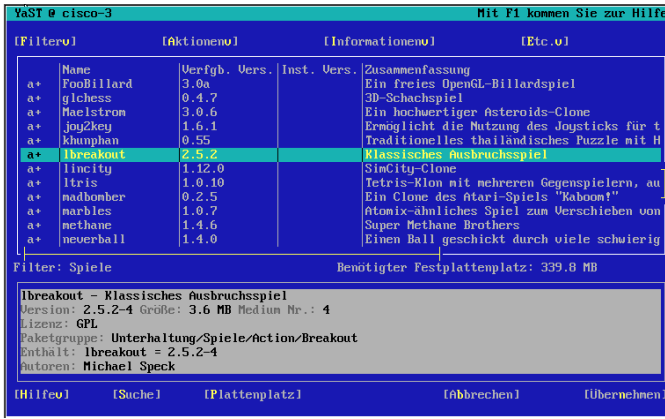 YaST @ cisco-3 Mit F1 kommen Sie zur Hilfe
[Filterv] [Aktionenv] [Informationenv] [Etc.v]
Name Verfgb. Vers. Inst. Vers. Zusammenfassung
a+ FooBillard 3.0a Ein freies OpenGL-Billardspiel
a+ glchess 0.4.7 3D-Schachspiel
a+ Maelstrom 3.0.6 Ein hochwertiger Asteroids-Clone
a+ joy2key 1.6.1 Ermöglicht die Nutzung des Joysticks für t
a+ khunphan 0.55 Traditionelles thailändisches Puzzle mit H
a+ lbreakout 2.5.2 Klassisches Ausbruchsspiel
a+ lincity 1.12.0 SimCity-Clone
a+ ltris 1.0.10 Tetris-Klon mit mehreren Gegenspielern, au
a+ madbomber 0.2.5 Ein Clone des Atari-Spiels "Kaboom!"
a+ marbles 1.0.7 Atomix-ähnliches Spiel zum Verschieben von
a+ methane 1.4.6 Super Methane Brothers
a+ neverball 1.4.0 Einen Ball geschickt durch viele schwierig
Filter: Spiele Benötigter Festplattenplatz: 339.8 MB
lbreakout - Klassisches Ausbruchsspiel
Version: 2.5.2-4 Größe: 3.6 MB Medium Nr.: 4
Lizenz: GPL
Paketgruppe: Unterhaltung/Spiele/Action/Breakout
Enthält: lbreakout = 2.5.2-4
Autoren: Michael Speck
[Hilfev] [Suche] [Plattenplatz] [Abbrechen] [Übernehmen]